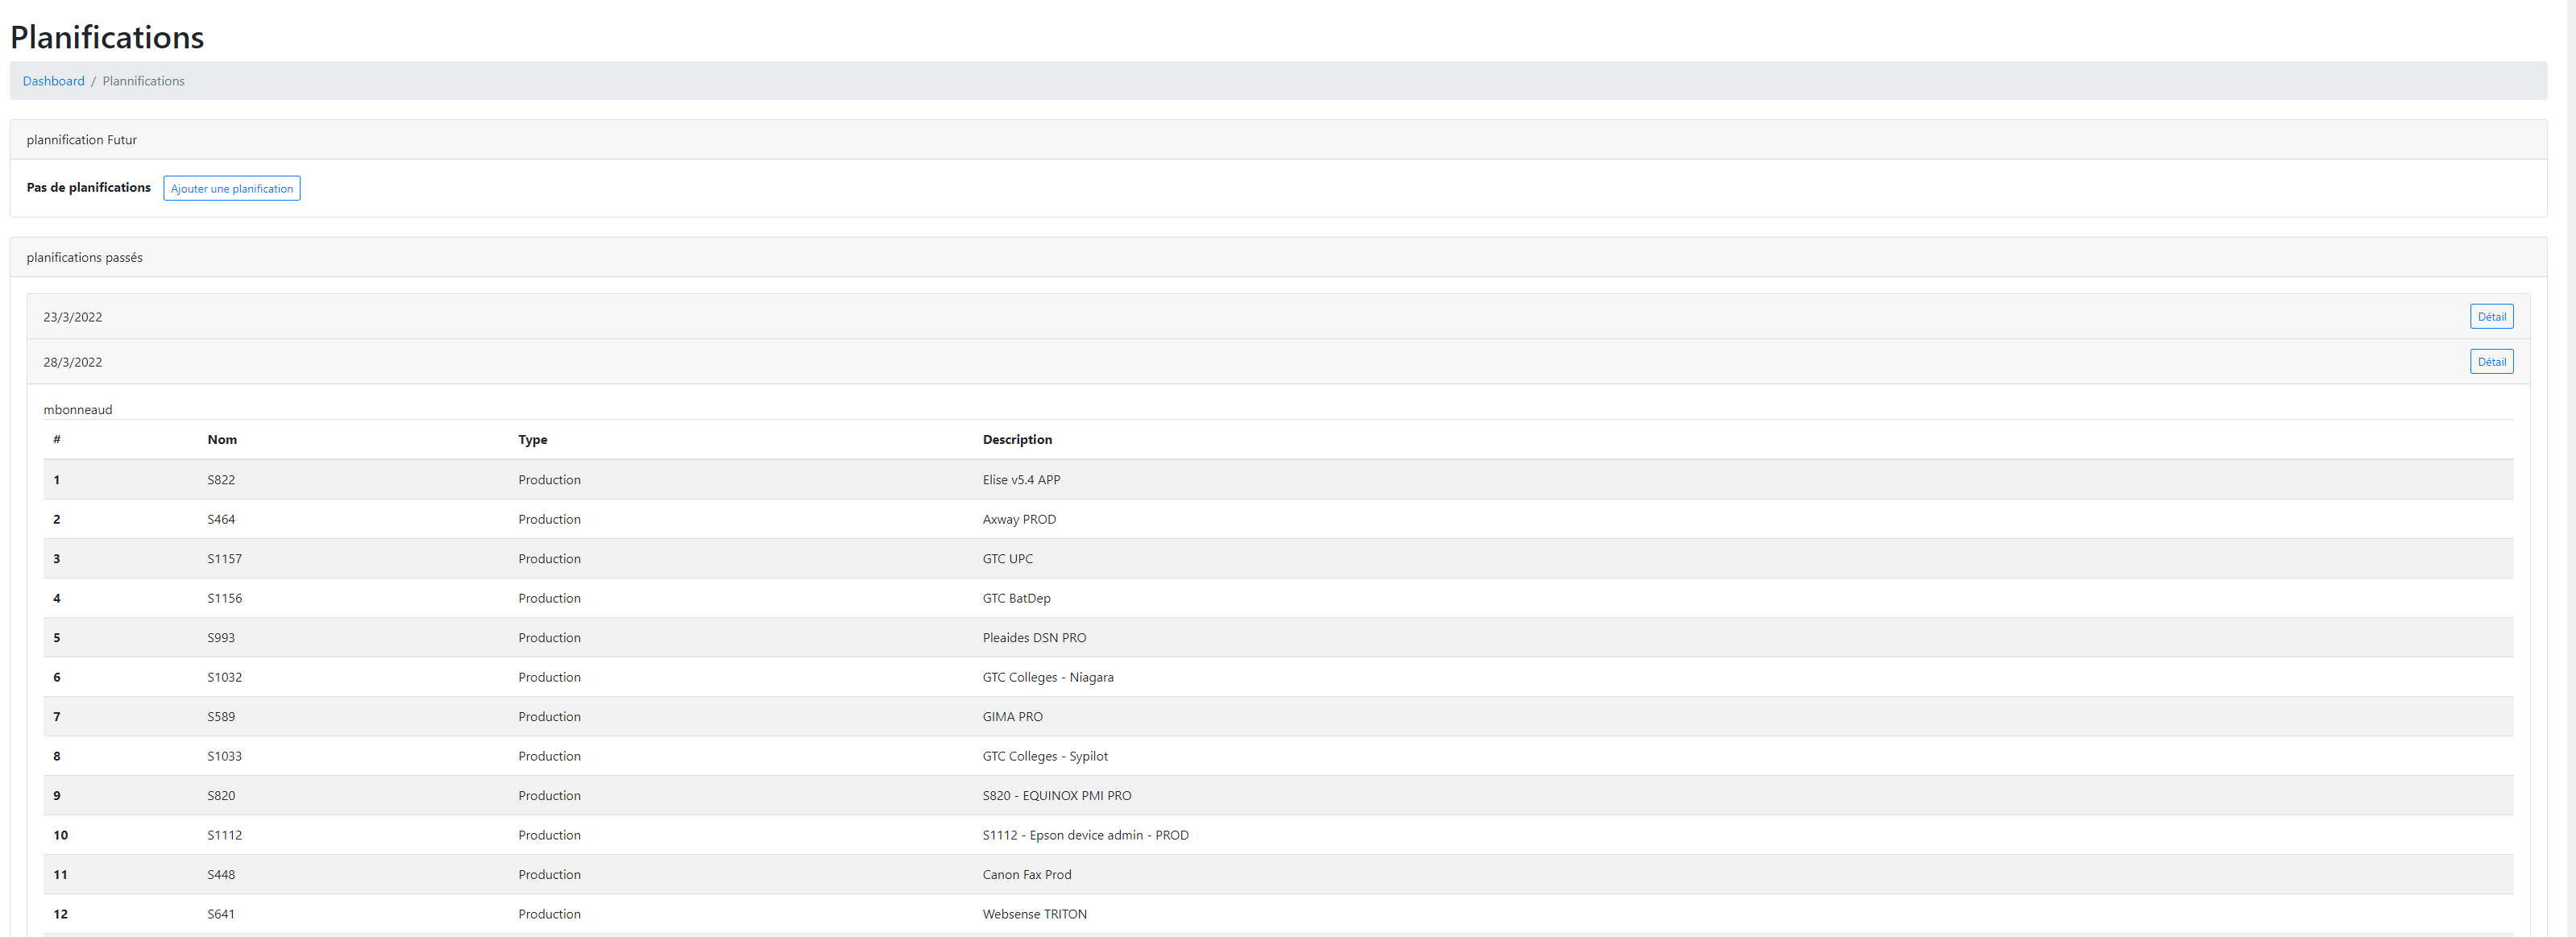 Planifications
Dashboard / Plannifications
plannification Futur
Pas de planifications Ajouter une planification
planifications passés
23/3/2022 Détail
28/3/2022 Détail
mbonneaud
# Nom Type Description
1 S822 Production Elise v5.4 APP
2 S464 Production Axway PROD
3 S1157 Production GTC UPC
4 S1156 Production GTC BatDep
5 S993 Production Pleaides DSN PRO
6 S1032 Production GTC Colleges - Niagara
7 S589 Production GIMA PRO
8 S1033 Production GTC Colleges - Sypilot
9 S820 Production S820 - EQUINOX PMI PRO
10 S1112 Production S1112 - Epson device admin - PROD
11 S448 Production Canon Fax Prod
12 S641 Production Websense TRITON